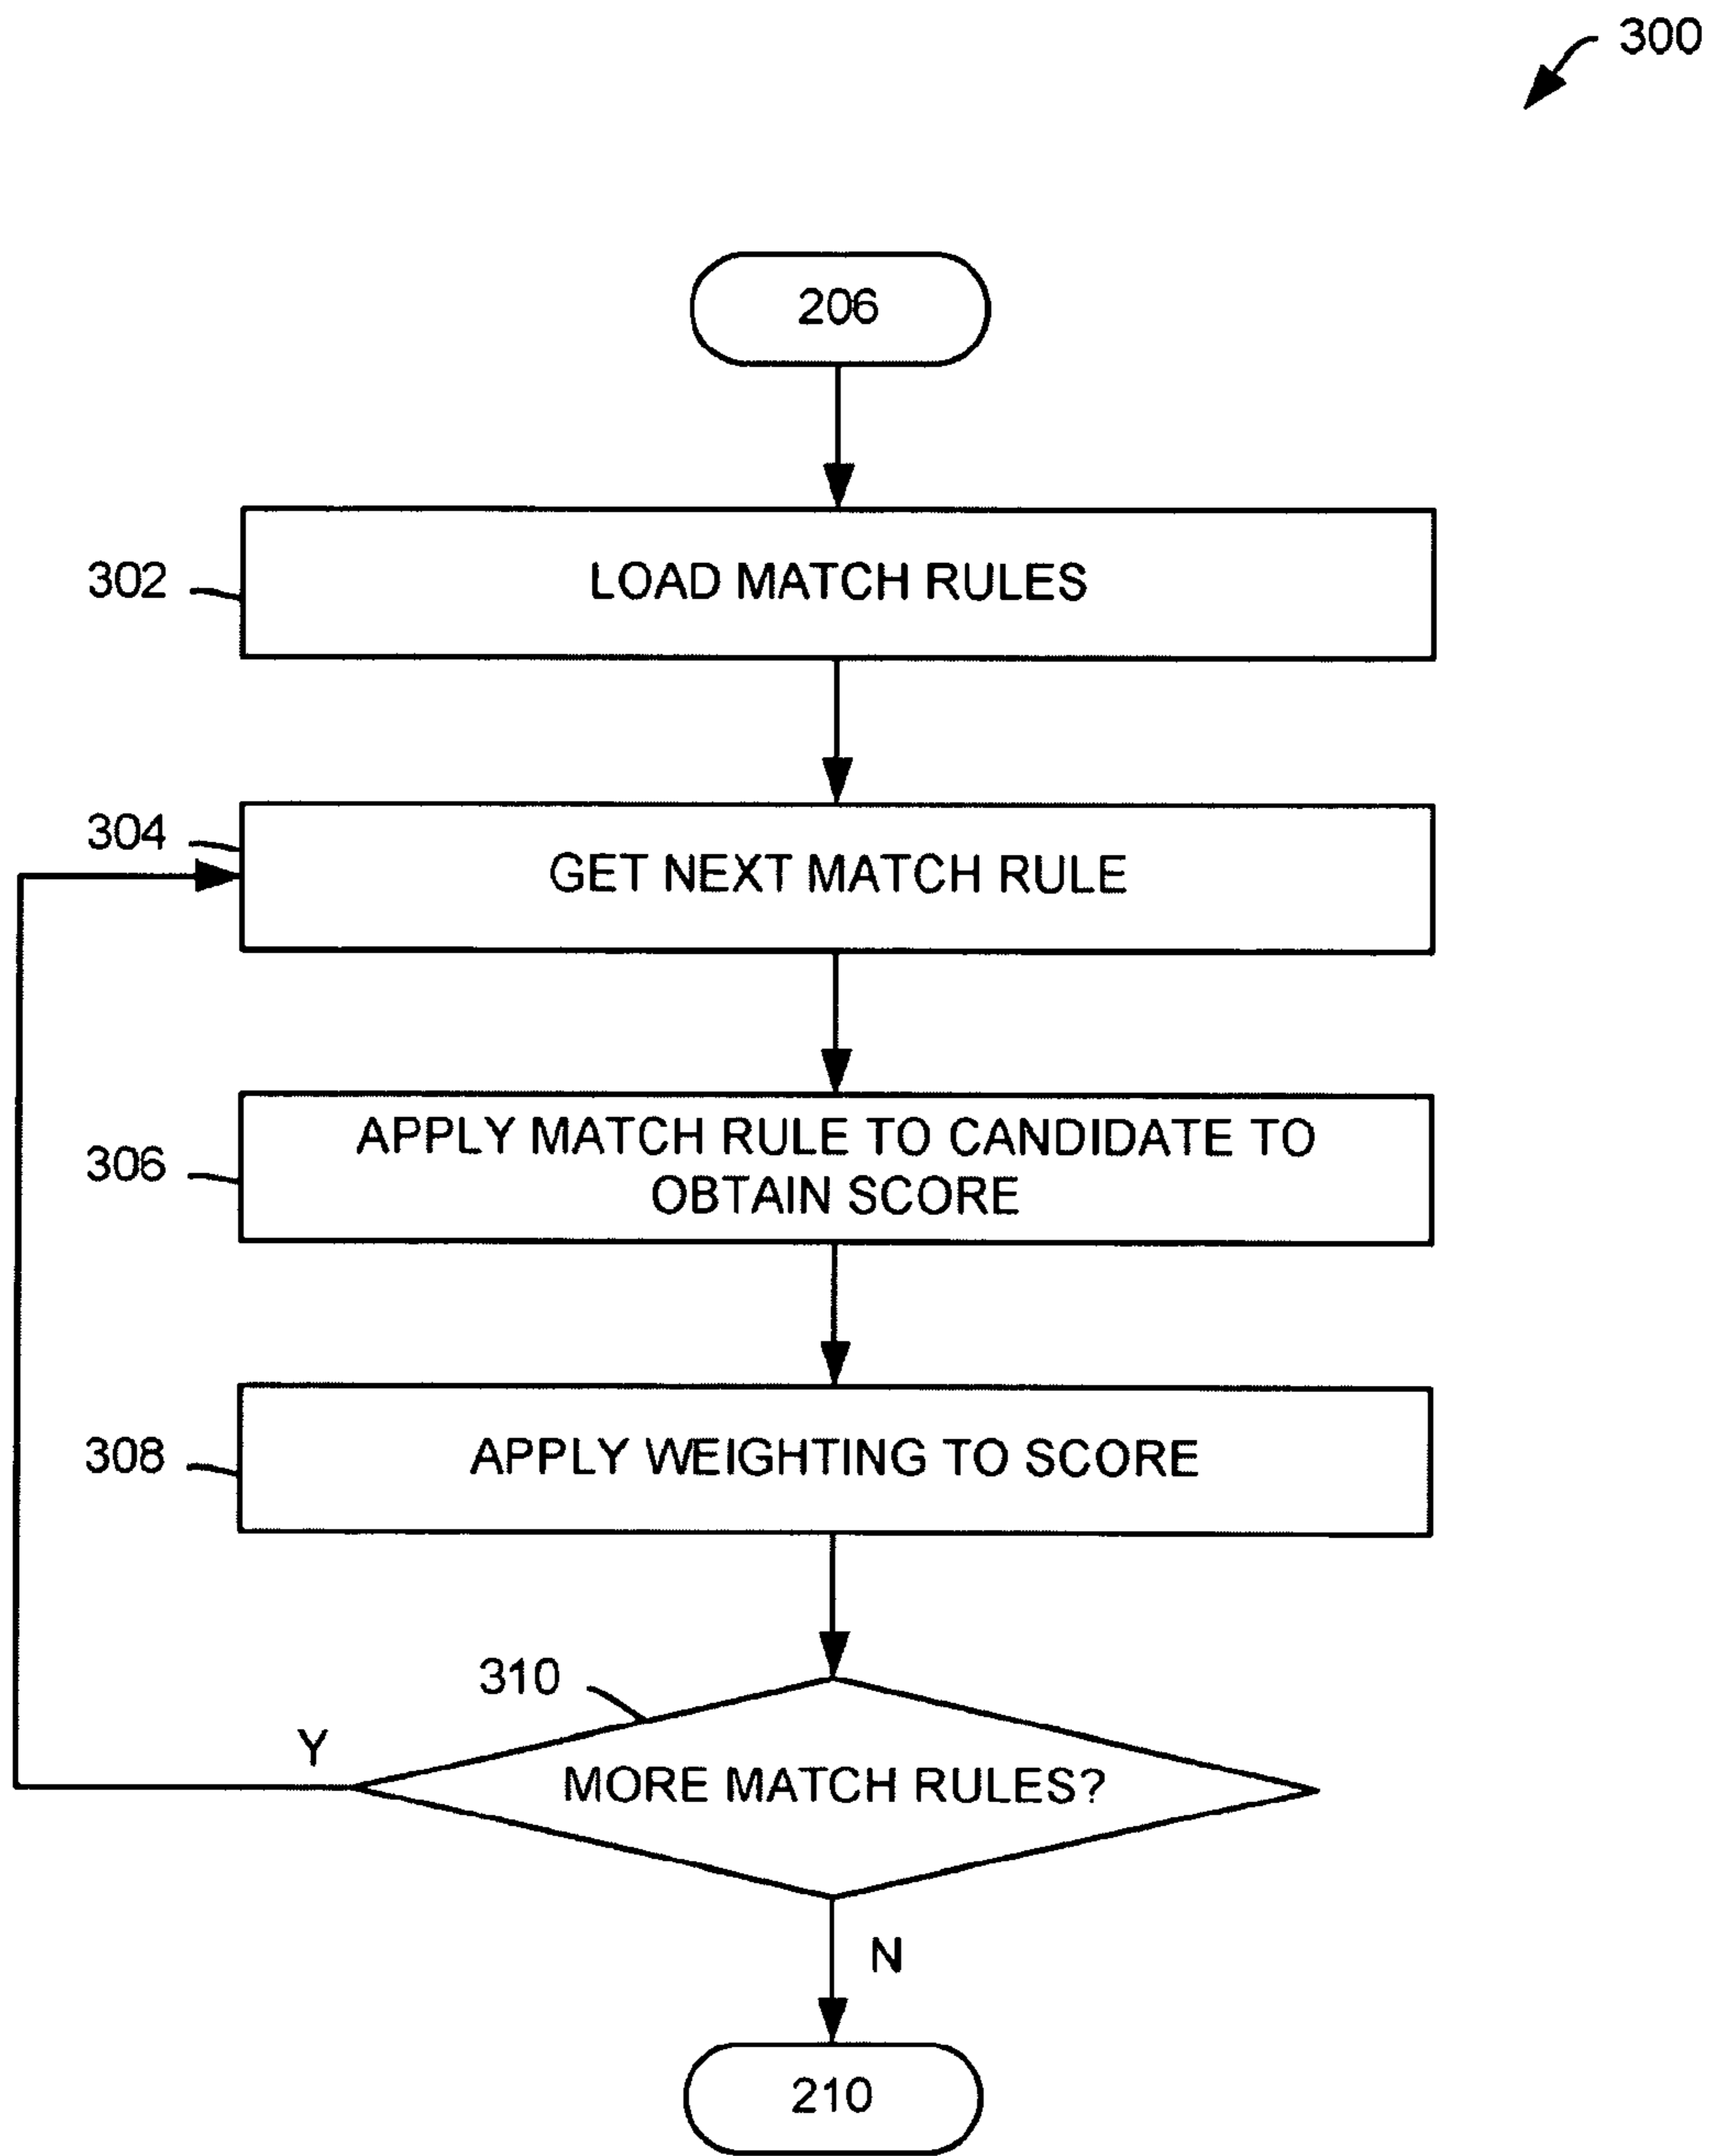 300
206
302
LOAD MATCH RULES
304
GET NEXT MATCH RULE
306
APPLY MATCH RULE TO CANDIDATE TO
OBTAIN SCORE
308
APPLY WEIGHTING TO SCORE
310
Y
MORE MATCH RULES?
N
210